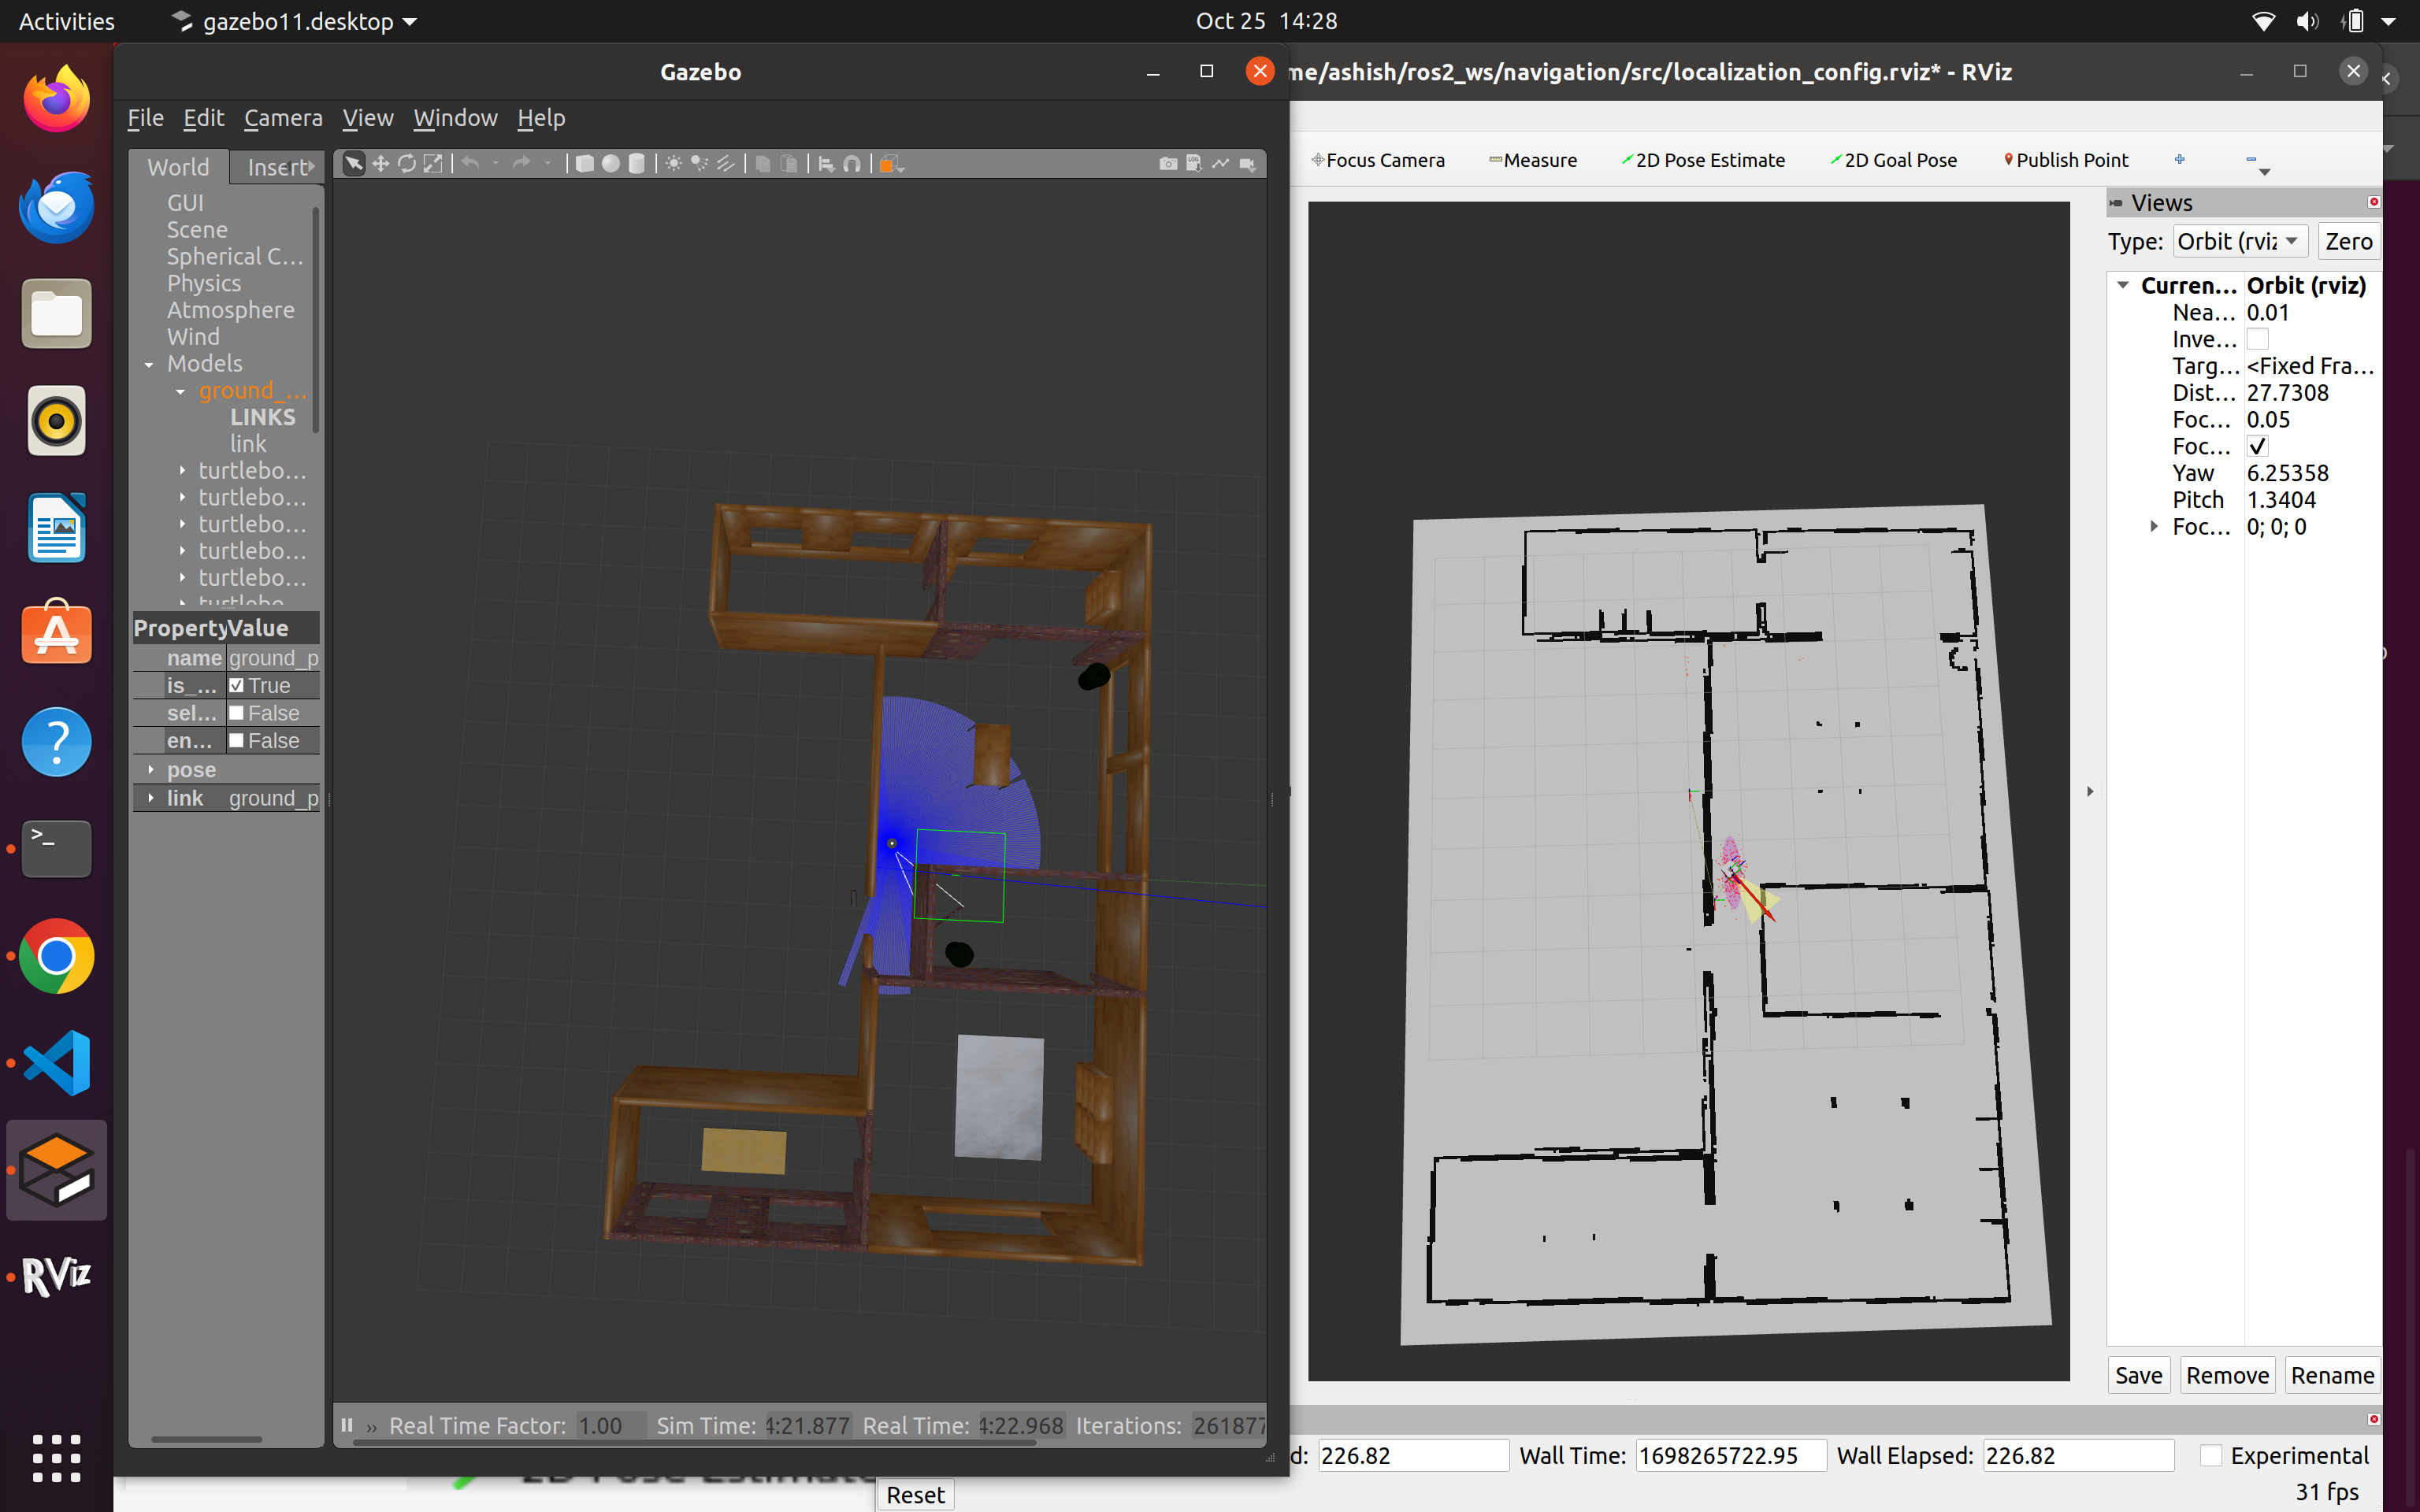 Activities
gazebo11.desktop
Oct 25 14:28
Gazebo
File Edit Camera View Window Help
World Insert
GUI
Scene
Spherical C...
Physics
Atmosphere
Wind
Models
ground_...
LINKS
link
turtlebo...
turtlebo...
turtlebo...
turtlebo...
turtlebo...
Property Value
name ground_p
is_... True
sel... False
en... False
pose
link ground_p
Real Time Factor: 1.00 Sim Time: 4:21.877 Real Time: 4:22.968 Iterations: 261877
me/ashish/ros2_ws/navigation/src/localization_config.rviz* - RViz
Focus Camera Measure 2D Pose Estimate 2D Goal Pose Publish Point
Views
Type: Orbit (rviz Zero
Curren... Orbit (rviz)
Nea... 0.01
Inve...
Targ... <Fixed Fra...
Dist... 27.7308
Foc... 0.05
Foc...
Yaw 6.25358
Pitch 1.3404
Foc... 0; 0; 0
Save Remove Rename
d: 226.82 Wall Time: 1698265722.95 Wall Elapsed: 226.82 Experimental
Reset
31 fps
RViz